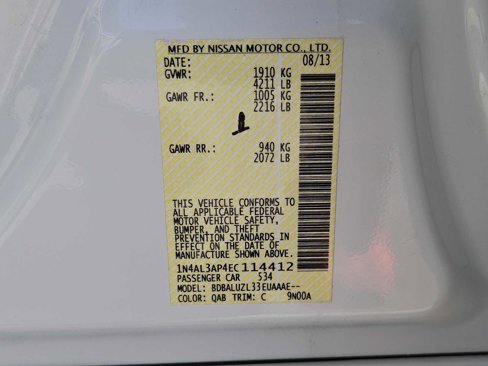 MFD BY NISSAN MOTOR CO., LTD.
DATE: 08/13
GVWR: 1910 KG
4211 LB
GAWR FR.: 1005 KG
2216 LB
GAWR RR.: 940 KG
2072 LB
THIS VEHICLE CONFORMS TO
ALL APPLICABLE FEDERAL
MOTOR VEHICLE SAFETY,
BUMPER, AND THEFT
PREVENTION STANDARDS IN
EFFECT ON THE DATE OF
MANUFACTURE SHOWN ABOVE.
1N4AL3AP4EC114412
PASSENGER CAR 534
MODEL: BDBALUZL33EUAAAE--
COLOR: QAB TRIM: C 9N00A